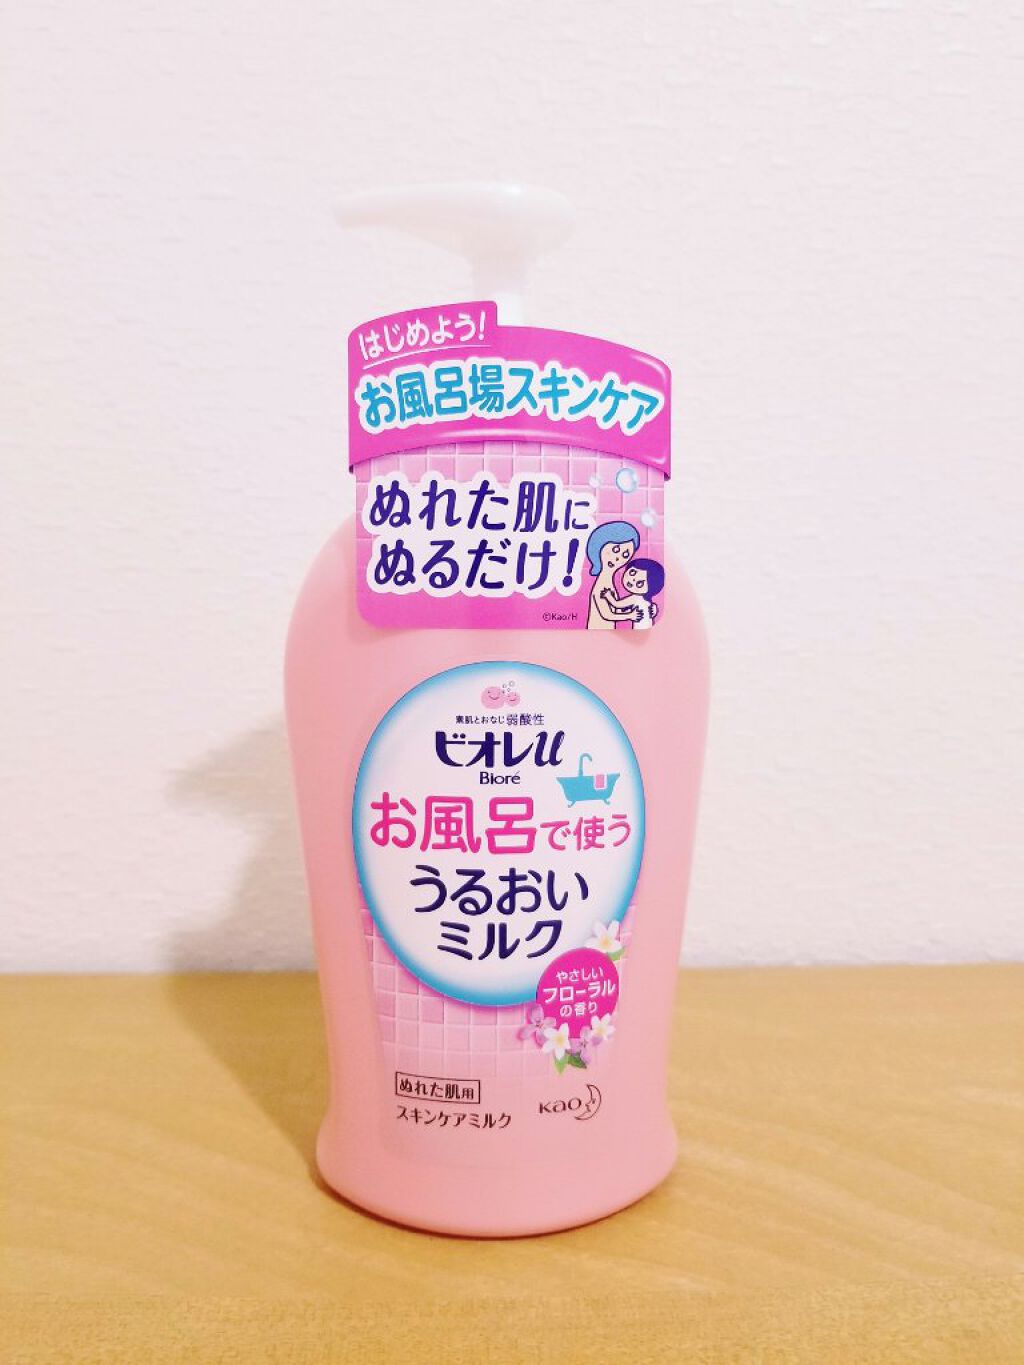 はじめよう!
お風呂場スキンケア
ぬれた肌に
ぬるだけ!
©Kao/H
素肌とおなじ弱酸性
ビオレu
Bioré
お風呂で使う
うるおい
ミルク
やさしい
フローラル
の香り
ぬれた肌用
スキンケアミルク
Kao